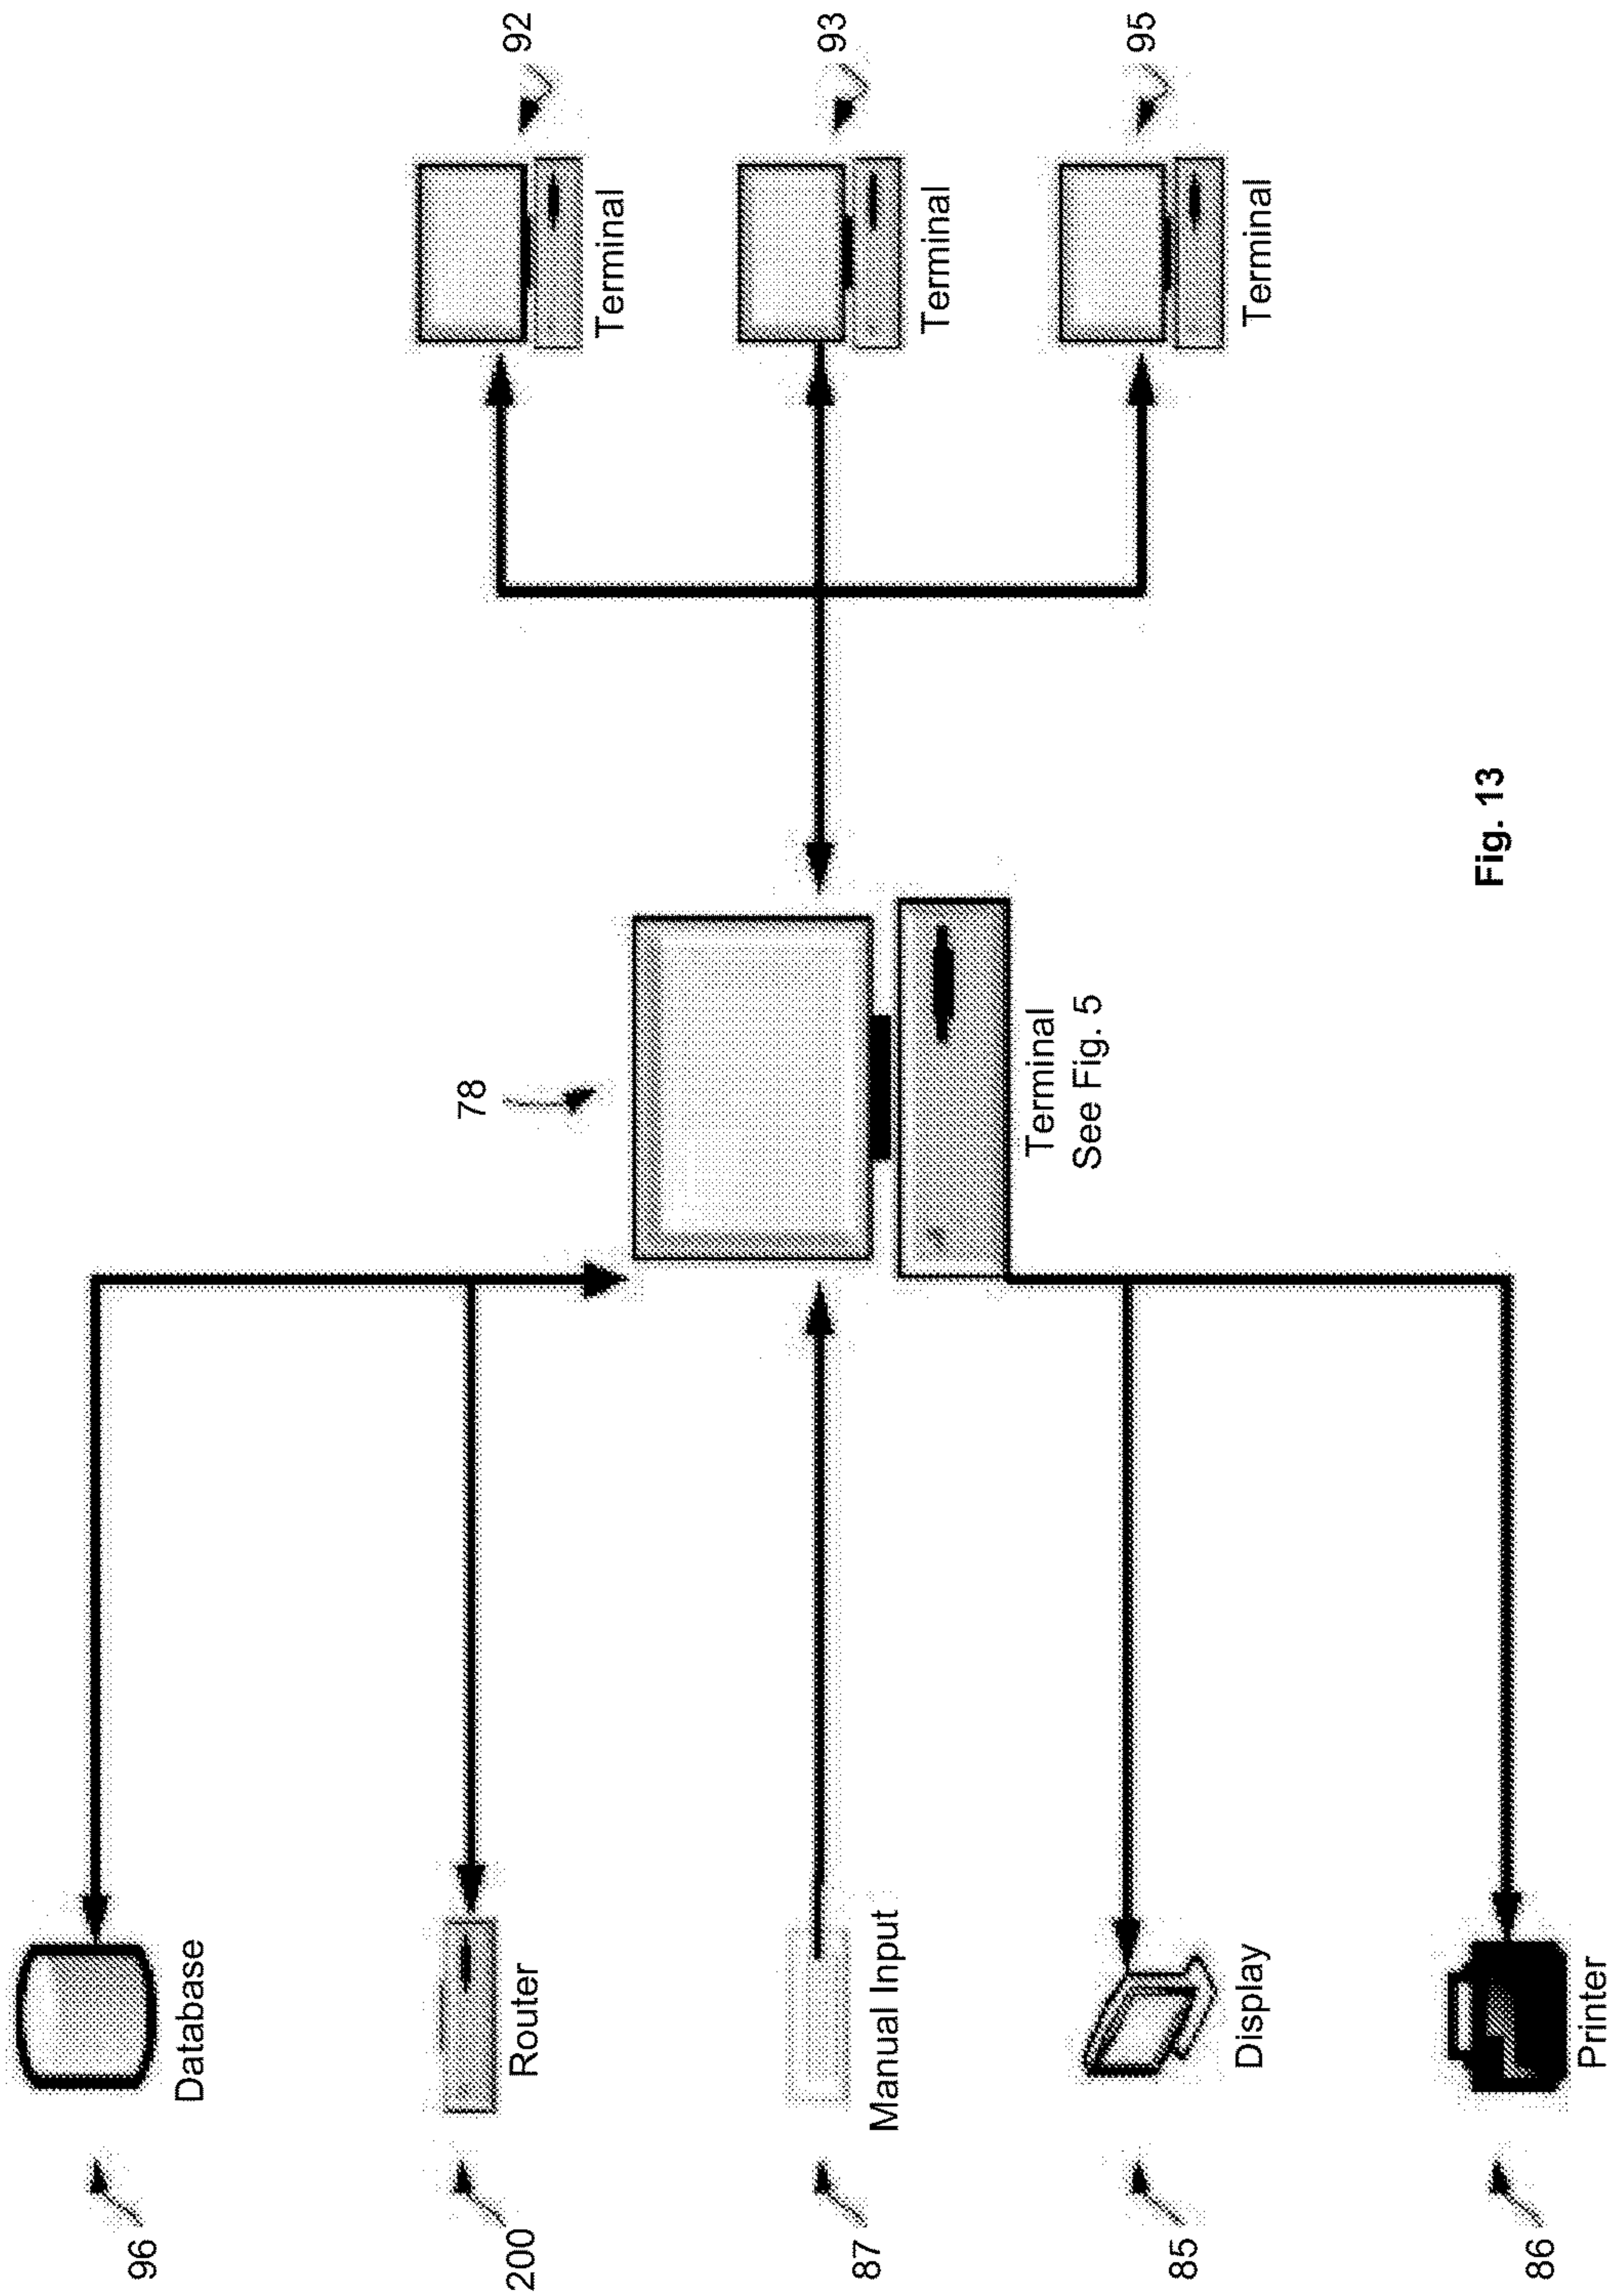 96
Database
200
Router
87
Manual Input
85
Display
86
Printer
78
Terminal
See Fig. 5
92
Terminal
93
Terminal
95
Terminal
Fig. 13